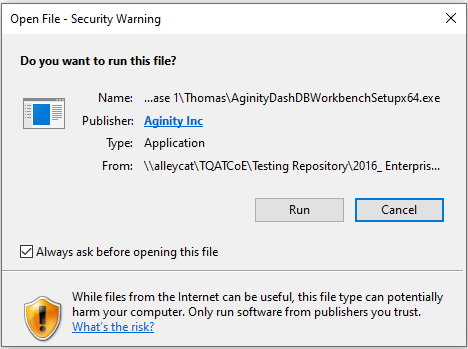 Open File - Security Warning
Do you want to run this file?
Name: ...ase 1\Thomas\AginityDashDBWorkbenchSetupx64.exe
Publisher: Aginity Inc
Type: Application
From: \\alleycat\TQATCoE\Testing Repository\2016_ Enterpris...
Run Cancel
Always ask before opening this file
While files from the Internet can be useful, this file type can potentially
harm your computer. Only run software from publishers you trust.
What's the risk?